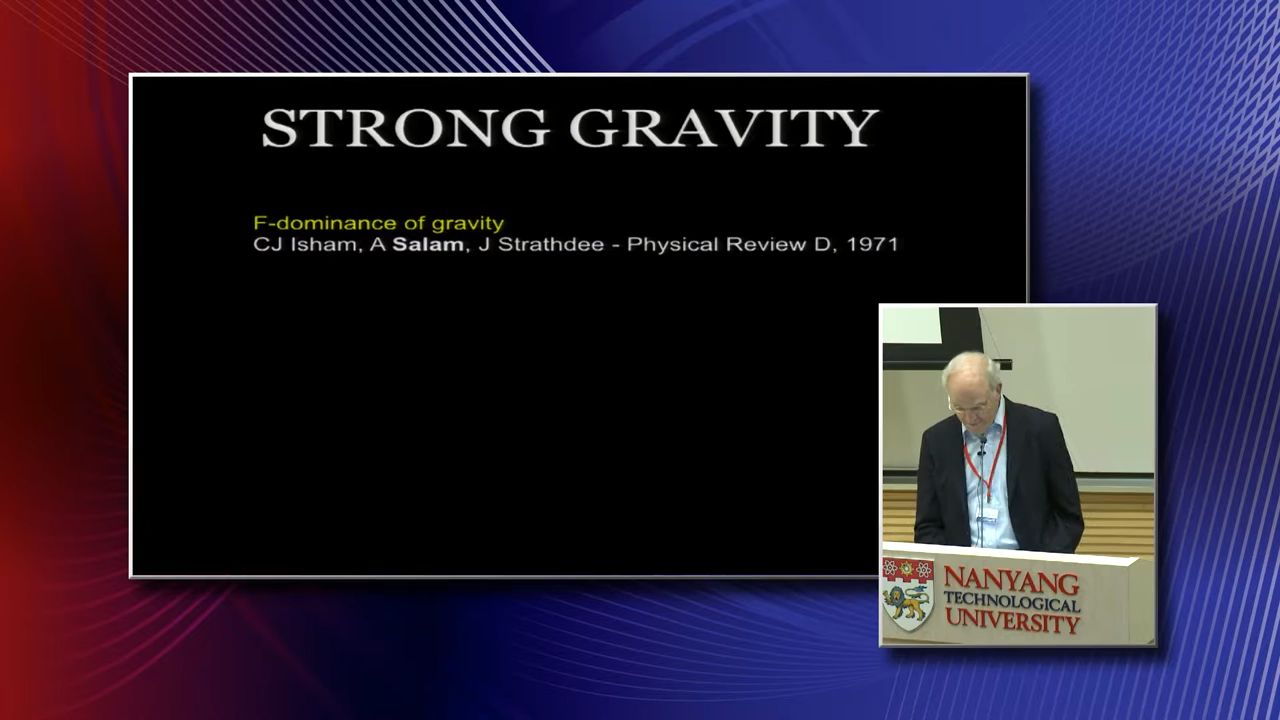 STRONG GRAVITY
F-dominance of gravity
CJ Isham, A Salam, J Strathdee - Physical Review D, 1971
NANYANG
TECHNOLOGICAL
UNIVERSITY